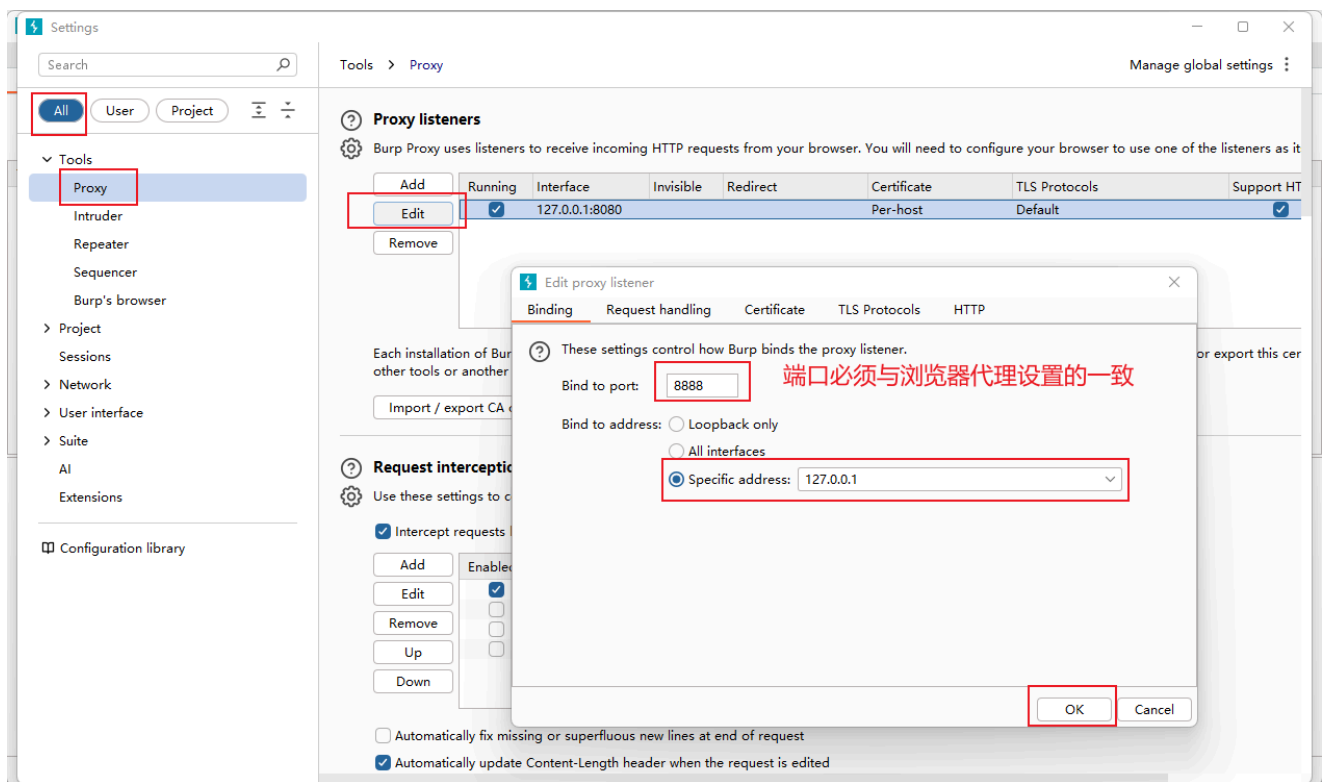 Settings
Search
Tools > Proxy
Manage global settings
All
User
Project
Tools
Proxy
Intruder
Repeater
Sequencer
Burp's browser
Project
Sessions
Network
User interface
Suite
AI
Extensions
Configuration library
Proxy listeners
Burp Proxy uses listeners to receive incoming HTTP requests from your browser. You will need to configure your browser to use one of the listeners as it
Add
Edit
Remove
Running Interface Invisible Redirect Certificate TLS Protocols Support HT
127.0.0.1:8080 Per-host Default
Each installation of Bur
or export this cer
other tools or another
Import / export CA
Edit proxy listener
Binding Request handling Certificate TLS Protocols HTTP
These settings control how Burp binds the proxy listener.
Bind to port: 8888
端口必须与浏览器代理设置的一致
Bind to address: Loopback only
All interfaces
Specific address: 127.0.0.1
OK
Cancel
Request interceptio
Use these settings to c
Intercept requests
Add
Edit
Remove
Up
Down
Enabled
Automatically fix missing or superfluous new lines at end of request
Automatically update Content-Length header when the request is edited